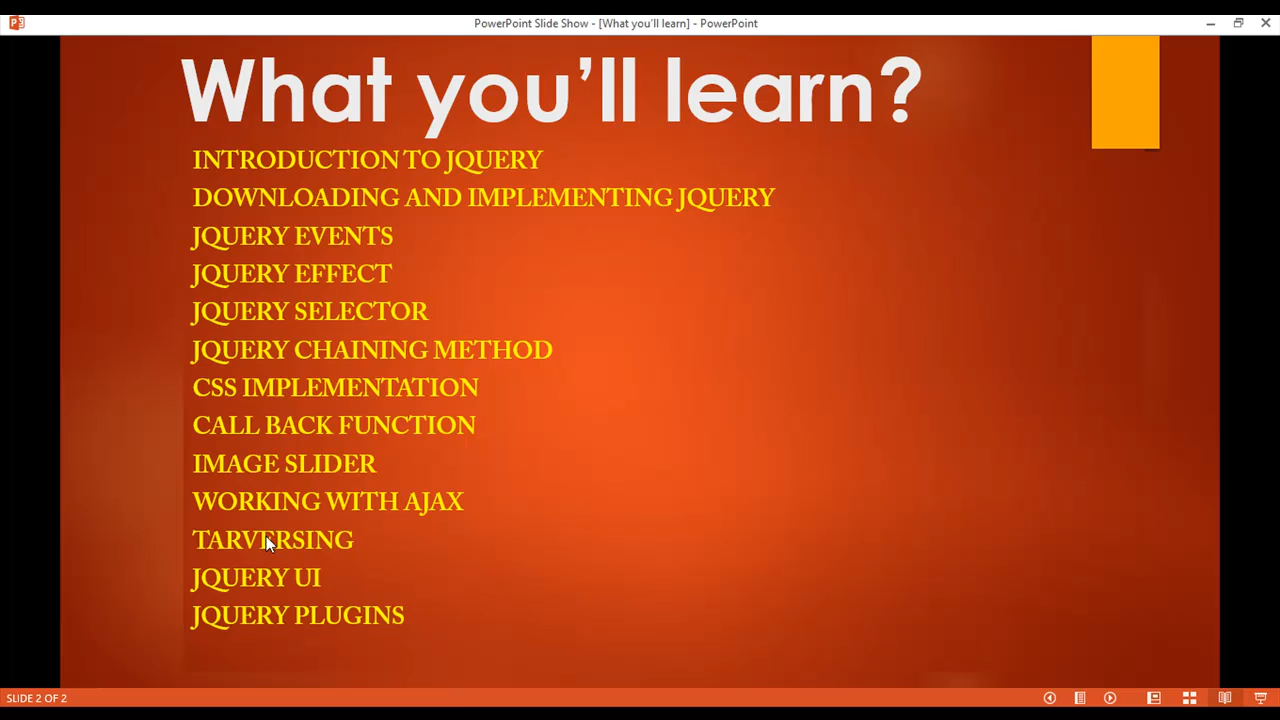 PowerPoint Slide Show - [What you'll learn] - PowerPoint
What you’ll learn?
INTRODUCTION TO JQUERY
DOWNLOADING AND IMPLEMENTING JQUERY
JQUERY EVENTS
JQUERY EFFECT
JQUERY SELECTOR
JQUERY CHAINING METHOD
CSS IMPLEMENTATION
CALL BACK FUNCTION
IMAGE SLIDER
WORKING WITH AJAX
TARVERSING
JQUERY UI
JQUERY PLUGINS
SLIDE 2 OF 2